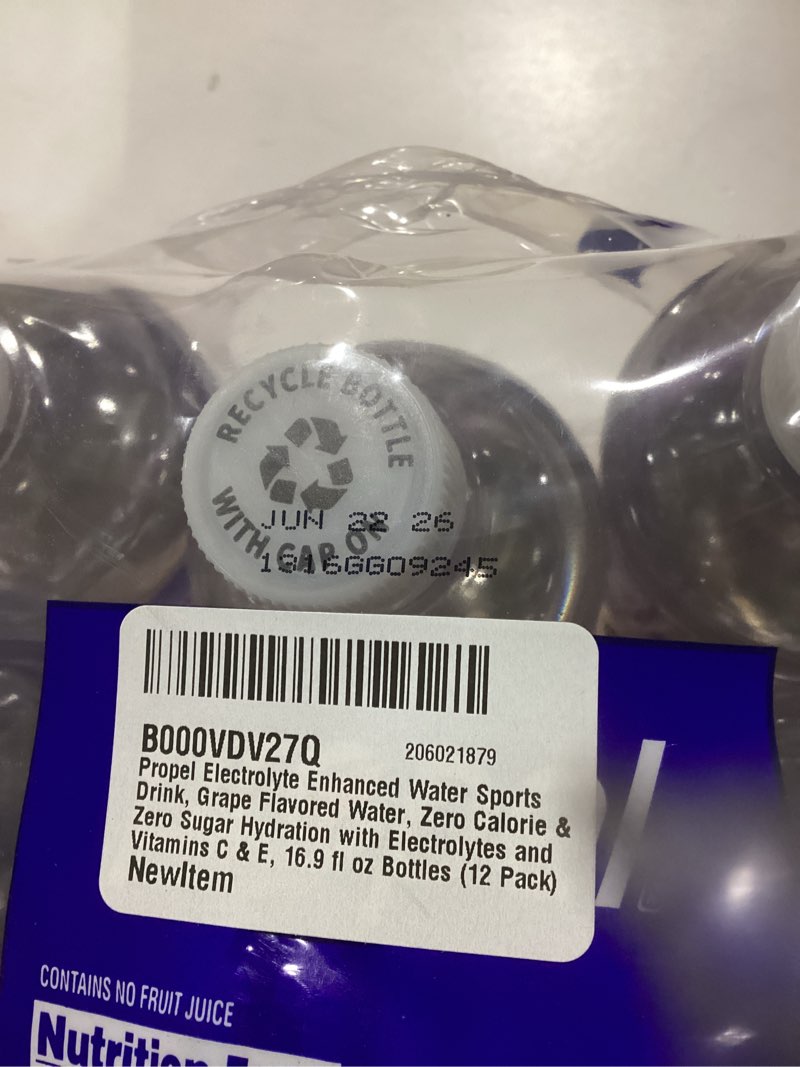 RECYCLE BOTTLE
WITH CAP ON
JUN 28 26
B000VDV27Q
206021879
Propel Electrolyte Enhanced Water Sports
Drink, Grape Flavored Water, Zero Calorie &
Zero Sugar Hydration with Electrolytes and
Vitamins C & E, 16.9 fl oz Bottles (12 Pack)
NewItem
CONTAINS NO FRUIT JUICE
Nutrition